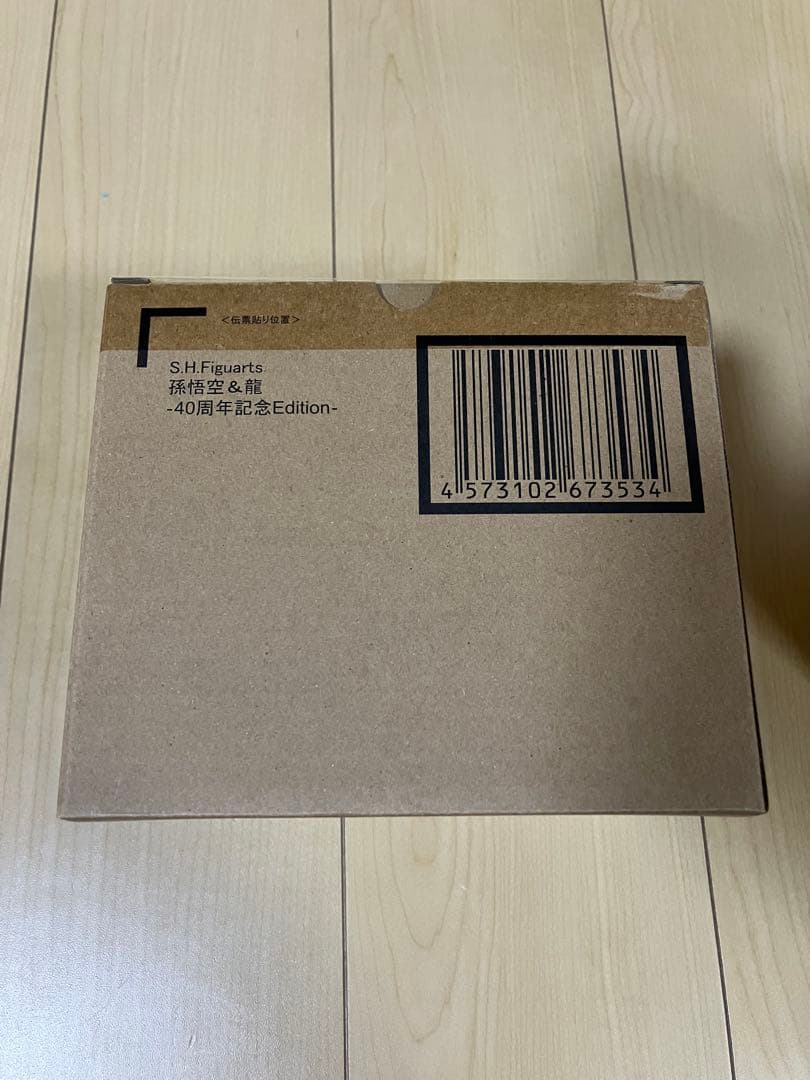 <伝票貼り位置>
S.H.Figuarts
孫悟空&龍
-40周年記念Edition-
4573102673534